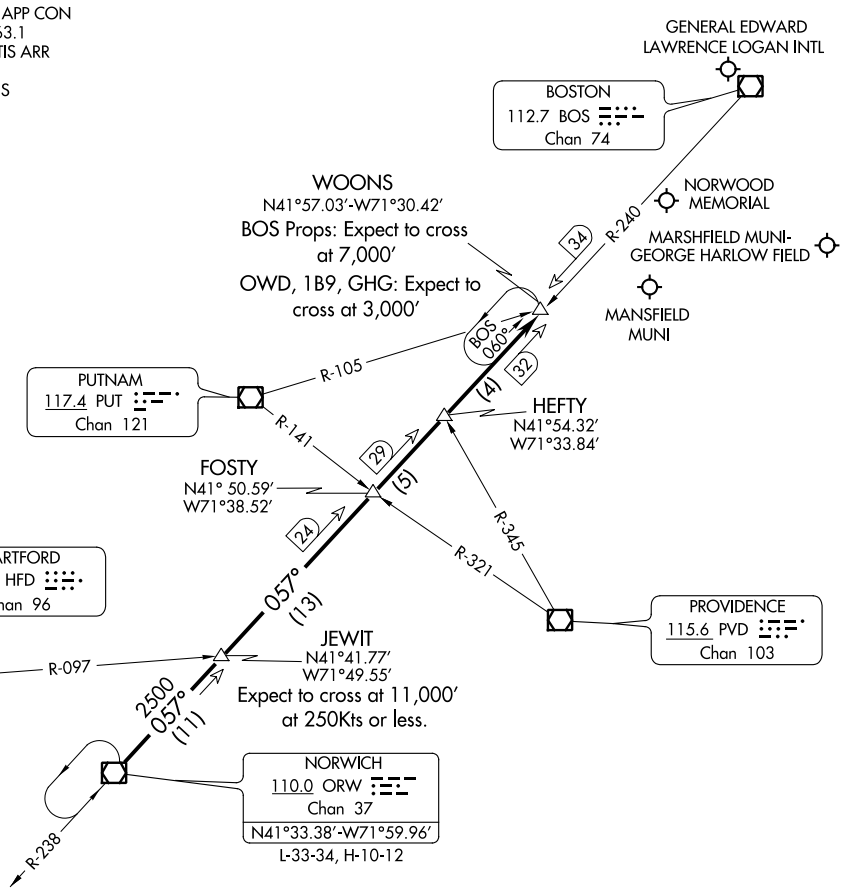 APP CON
63.1
TIS ARR
S
GENERAL EDWARD
LAWRENCE LOGAN INTL
BOSTON
112.7 BOS
Chan 74
WOONS
N41°57.03’-W71°30.42’
BOS Props: Expect to cross
at 7,000’
OWD, 1B9, GHG: Expect to
cross at 3,000’
NORWOOD
MEMORIAL
R-240
34
MARSHFIELD MUNI-
GEORGE HARLOW FIELD
MANSFIELD
MUNI
BOS
060°
32
(4)
R-105
PUTNAM
117.4 PUT
Chan 121
R-141
HEFTY
N41°54.32’
W71°33.84’
29
(5)
FOSTY
N41° 50.59’
W71°38.52’
24
R-345
R-321
ARTFORD
HFD
han 96
057°
(13)
PROVIDENCE
115.6 PVD
Chan 103
R-097
JEWIT
N41°41.77’
W71°49.55’
Expect to cross at 11,000’
at 250Kts or less.
2500
057°
(11)
NORWICH
110.0 ORW
Chan 37
N41°33.38’-W71°59.96’
L-33-34, H-10-12
R-238